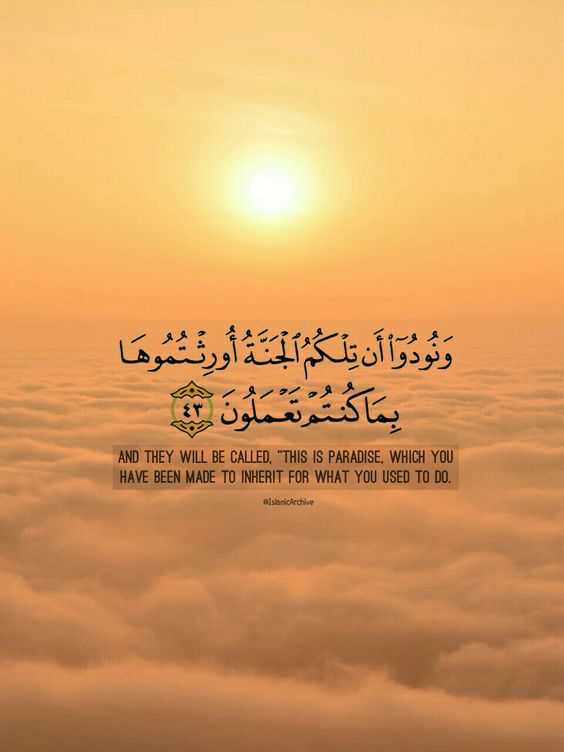 وَنُودُوٓا۟ أَن تِلْكُمُ ٱلْجَنَّةُ أُورِثْتُمُوهَا
بِمَا كُنتُمْ تَعْمَلُونَ ٤٣
AND THEY WILL BE CALLED, "THIS IS PARADISE, WHICH YOU
HAVE BEEN MADE TO INHERIT FOR WHAT YOU USED TO DO.
@IslamicArchive